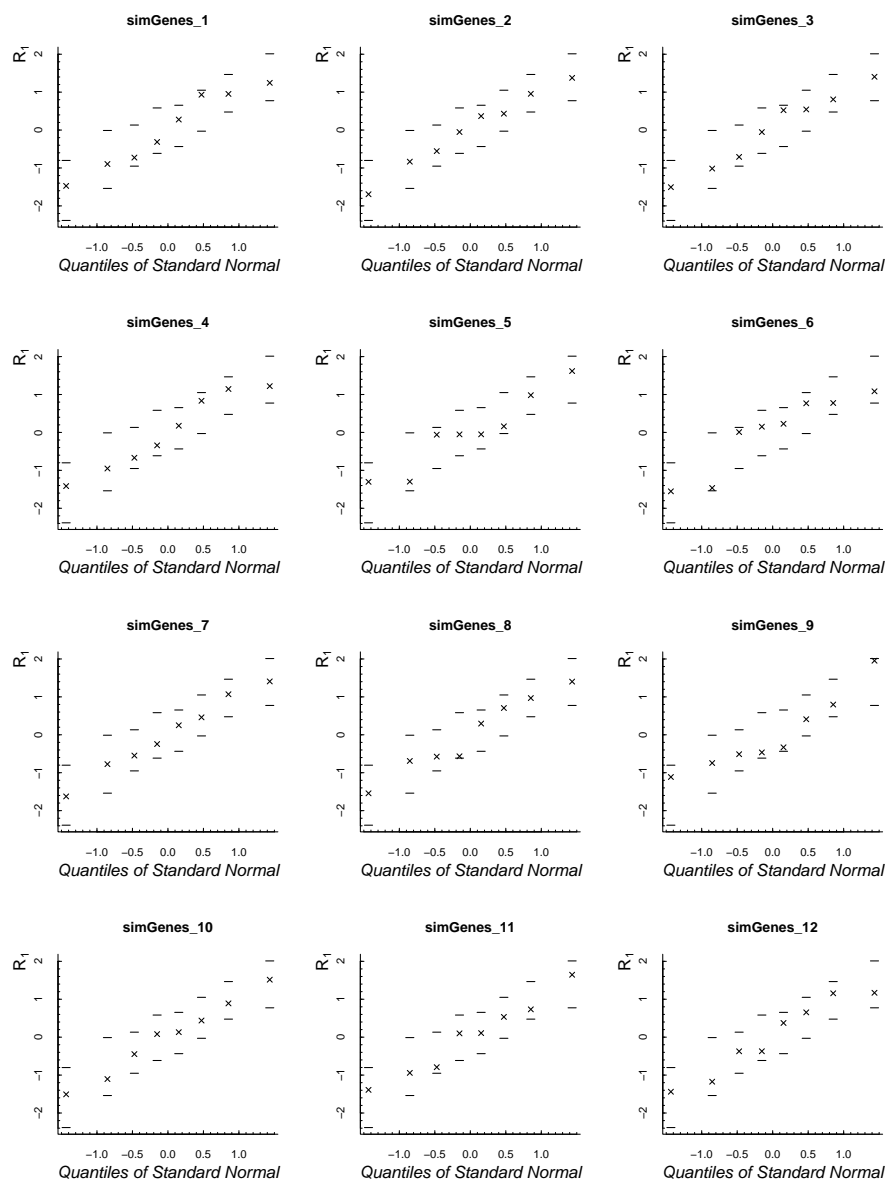 simGenes_1 simGenes_2 simGenes_3
R1 R1 R1
2 2 2
1 1 1
0 0 0
−1 −1 −1
−2 −2 −2
−1.0 −0.5 0.0 0.5 1.0 −1.0 −0.5 0.0 0.5 1.0 −1.0 −0.5 0.0 0.5 1.0
Quantiles of Standard Normal Quantiles of Standard Normal Quantiles of Standard Normal
simGenes_4 simGenes_5 simGenes_6
R1 R1 R1
2 2 2
1 1 1
0 0 0
−1 −1 −1
−2 −2 −2
−1.0 −0.5 0.0 0.5 1.0 −1.0 −0.5 0.0 0.5 1.0 −1.0 −0.5 0.0 0.5 1.0
Quantiles of Standard Normal Quantiles of Standard Normal Quantiles of Standard Normal
simGenes_7 simGenes_8 simGenes_9
R1 R1 R1
2 2 2
1 1 1
0 0 0
−1 −1 −1
−2 −2 −2
−1.0 −0.5 0.0 0.5 1.0 −1.0 −0.5 0.0 0.5 1.0 −1.0 −0.5 0.0 0.5 1.0
Quantiles of Standard Normal Quantiles of Standard Normal Quantiles of Standard Normal
simGenes_10 simGenes_11 simGenes_12
R1 R1 R1
2 2 2
1 1 1
0 0 0
−1 −1 −1
−2 −2 −2
−1.0 −0.5 0.0 0.5 1.0 −1.0 −0.5 0.0 0.5 1.0 −1.0 −0.5 0.0 0.5 1.0
Quantiles of Standard Normal Quantiles of Standard Normal Quantiles of Standard Normal